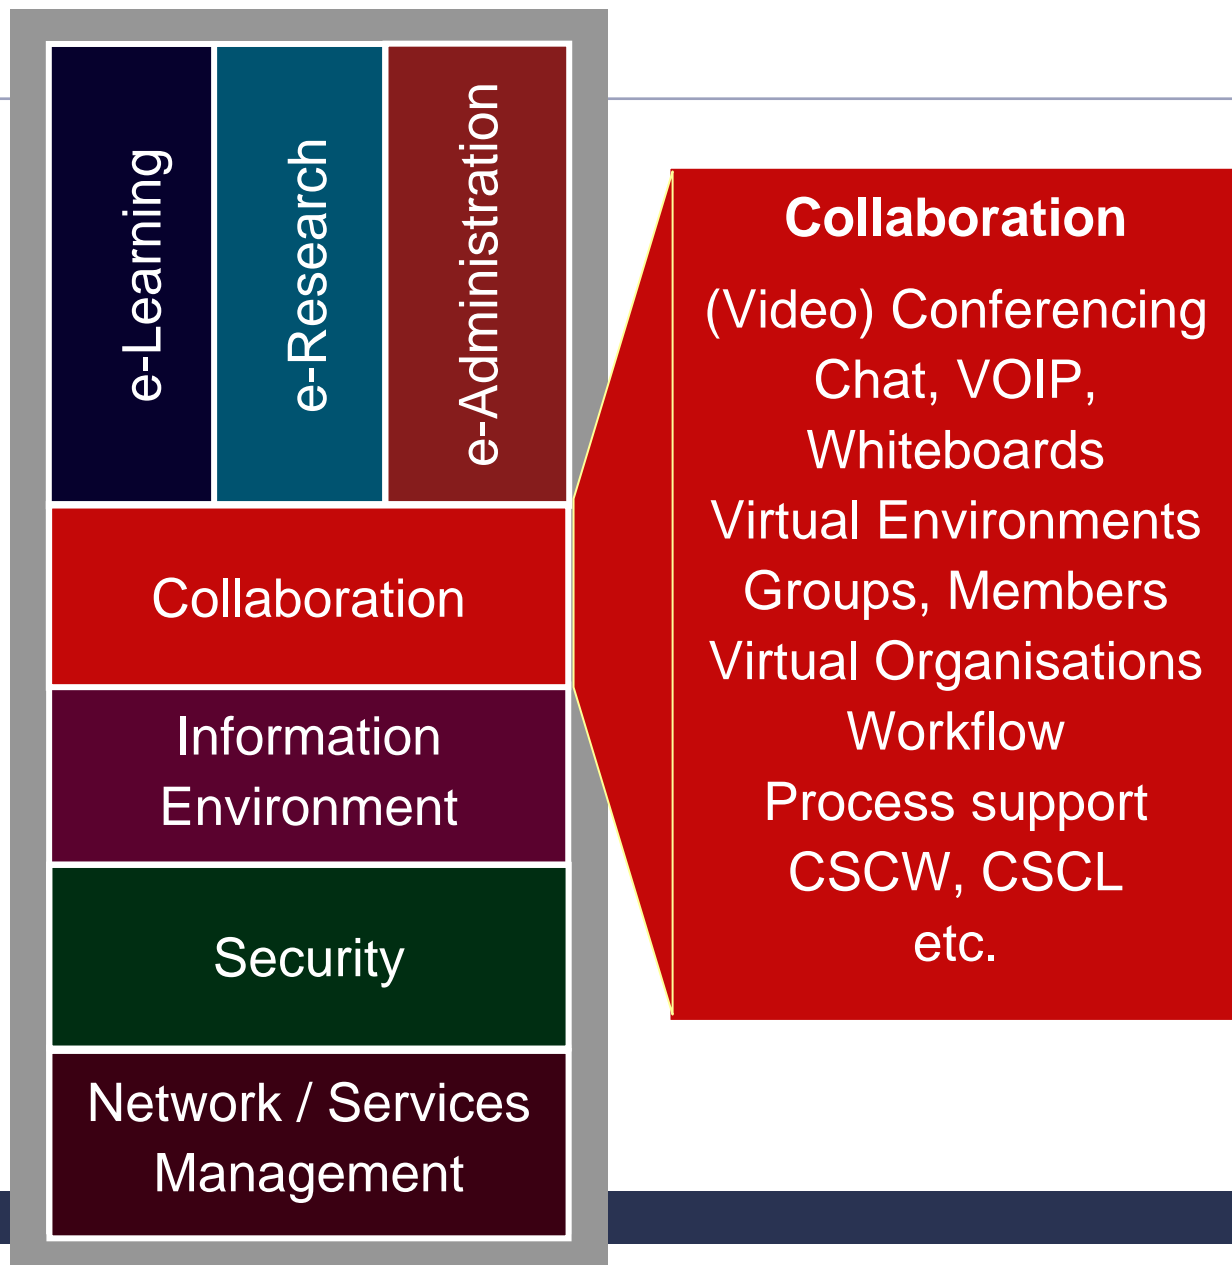 e-Learning
e-Research
e-Administration
Collaboration
Information
Environment
Security
Network / Services
Management
Collaboration
(Video) Conferencing
Chat, VOIP,
Whiteboards
Virtual Environments
Groups, Members
Virtual Organisations
Workflow
Process support
CSCW, CSCL
etc.